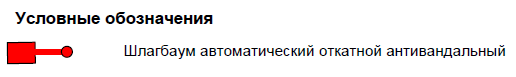 Условные обозначения
Шлагбаум автоматический откатной антивандальный